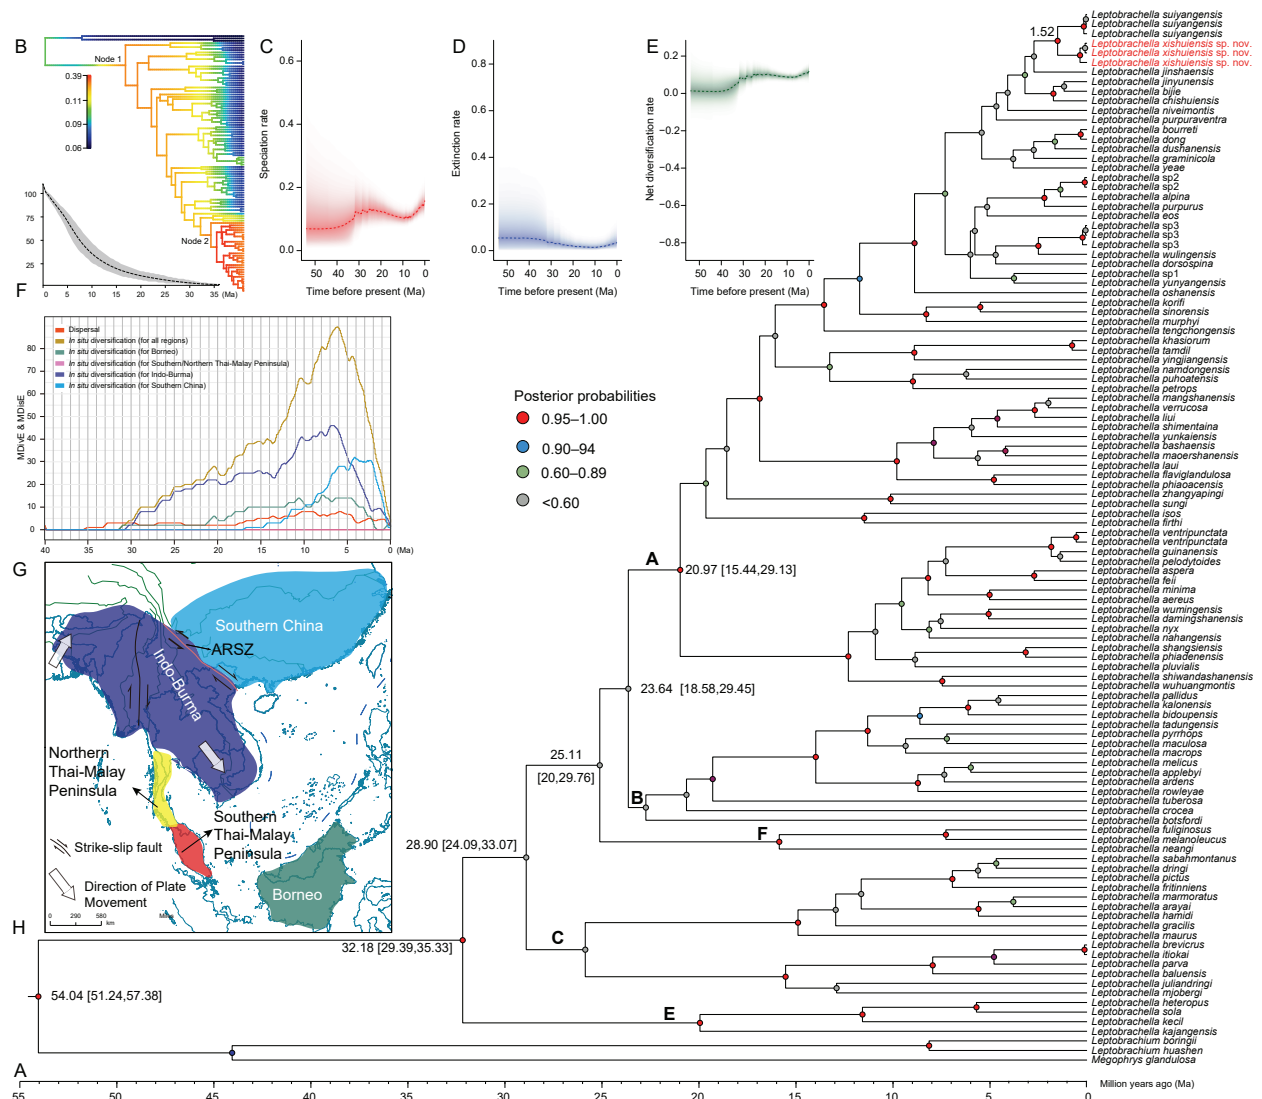 B
Node 1
0.39
0.11
0.09
0.06
Node 2
100
75
50
25
0 5 10 15 20 25 30 35 (Ma)
C
Speciation rate
0.6
0.4
0.2
0.0
50 40 30 20 10 0
Time before present (Ma)
D
Extinction rate
0.8
0.6
0.4
0.2
0.0
50 40 30 20 10 0
Time before present (Ma)
E
Net diversification rate
0.2
0.0
−0.2
−0.4
−0.6
−0.8
50 40 30 20 10 0
Time before present (Ma)
F
Dispersal
In situ diversification (for all regions)
In situ diversification (for Borneo)
In situ diversification (for Southern/Northern Thai-Malay Peninsula)
In situ diversification (for Indo-Burma)
In situ diversification (for Southern China)
MDivE & MDisE
80
70
60
50
40
30
20
10
0
40 35 30 25 20 15 10 5 0 (Ma)
G
Southern China
ARSZ
Indo-Burma
Northern
Thai-Malay
Peninsula
Southern
Thai-Malay
Peninsula
Strike-slip fault
Direction of Plate
Movement
Borneo
0 290 580
km
Miles
H
Posterior probabilities
0.95–1.00
0.90–94
0.60–0.89
<0.60
1.52
A
20.97 [15.44,29.13]
23.64 [18.58,29.45]
25.11
[20,29.76]
B
F
28.90 [24.09,33.07]
C
32.18 [29.39,35.33]
54.04 [51.24,57.38]
E
Leptobrachella suiyangensis
Leptobrachella suiyangensis
Leptobrachella suiyangensis
Leptobrachella xishuiensis sp. nov.
Leptobrachella xishuiensis sp. nov.
Leptobrachella xishuiensis sp. nov.
Leptobrachella jinshaensis
Leptobrachella jinyunensis
Leptobrachella bijie
Leptobrachella chishuiensis
Leptobrachella niveimontis
Leptobrachella purpuraventra
Leptobrachella bourreti
Leptobrachella dong
Leptobrachella dushanensis
Leptobrachella graminicola
Leptobrachella yeae
Leptobrachella sp2
Leptobrachella sp2
Leptobrachella alpina
Leptobrachella purpurus
Leptobrachella eos
Leptobrachella sp3
Leptobrachella sp3
Leptobrachella sp3
Leptobrachella wulingensis
Leptobrachella dorsospina
Leptobrachella sp1
Leptobrachella yunyangensis
Leptobrachella oshanensis
Leptobrachella korifi
Leptobrachella sinorensis
Leptobrachella murphyi
Leptobrachella tengchongensis
Leptobrachella khasiorum
Leptobrachella tamdil
Leptobrachella yingjiangensis
Leptobrachella namdongensis
Leptobrachella puhoatensis
Leptobrachella petrops
Leptobrachella mangshanensis
Leptobrachella verrucosa
Leptobrachella liui
Leptobrachella shimentaina
Leptobrachella yunkaiensis
Leptobrachella bashaensis
Leptobrachella maoershanensis
Leptobrachella laui
Leptobrachella flaviglandulosa
Leptobrachella phiaoacensis
Leptobrachella zhangyapingi
Leptobrachella sungi
Leptobrachella isos
Leptobrachella firthi
Leptobrachella ventripunctata
Leptobrachella ventripunctata
Leptobrachella guinanensis
Leptobrachella pelodytoides
Leptobrachella aspera
Leptobrachella feii
Leptobrachella minima
Leptobrachella aereus
Leptobrachella wumingensis
Leptobrachella damingshanensis
Leptobrachella nyx
Leptobrachella nahangensis
Leptobrachella shangsiensis
Leptobrachella phiadenensis
Leptobrachella pluvialis
Leptobrachella shiwandashanensis
Leptobrachella wuhuangmontis
Leptobrachella pallidus
Leptobrachella kalonensis
Leptobrachella bidoupensis
Leptobrachella tadungensis
Leptobrachella pyrrhops
Leptobrachella maculosa
Leptobrachella macrops
Leptobrachella melicus
Leptobrachella applebyi
Leptobrachella ardens
Leptobrachella rowleyae
Leptobrachella tuberosa
Leptobrachella crocea
Leptobrachella botsfordi
Leptobrachella fuliginosus
Leptobrachella melanoleucus
Leptobrachella neangi
Leptobrachella sabahmontanus
Leptobrachella dringi
Leptobrachella pictus
Leptobrachella fritinniens
Leptobrachella marmoratus
Leptobrachella arayai
Leptobrachella hamidi
Leptobrachella gracilis
Leptobrachella maurus
Leptobrachella brevicrus
Leptobrachella itiokai
Leptobrachella parva
Leptobrachella baluensis
Leptobrachella juliandringi
Leptobrachella mjobergi
Leptobrachella heteropus
Leptobrachella sola
Leptobrachella kecil
Leptobrachella kajangensis
Leptobrachium boringii
Leptobrachium huashen
Megophrys glandulosa
A
55 50 45 40 35 30 25 20 15 10 5 0
Million years ago (Ma)